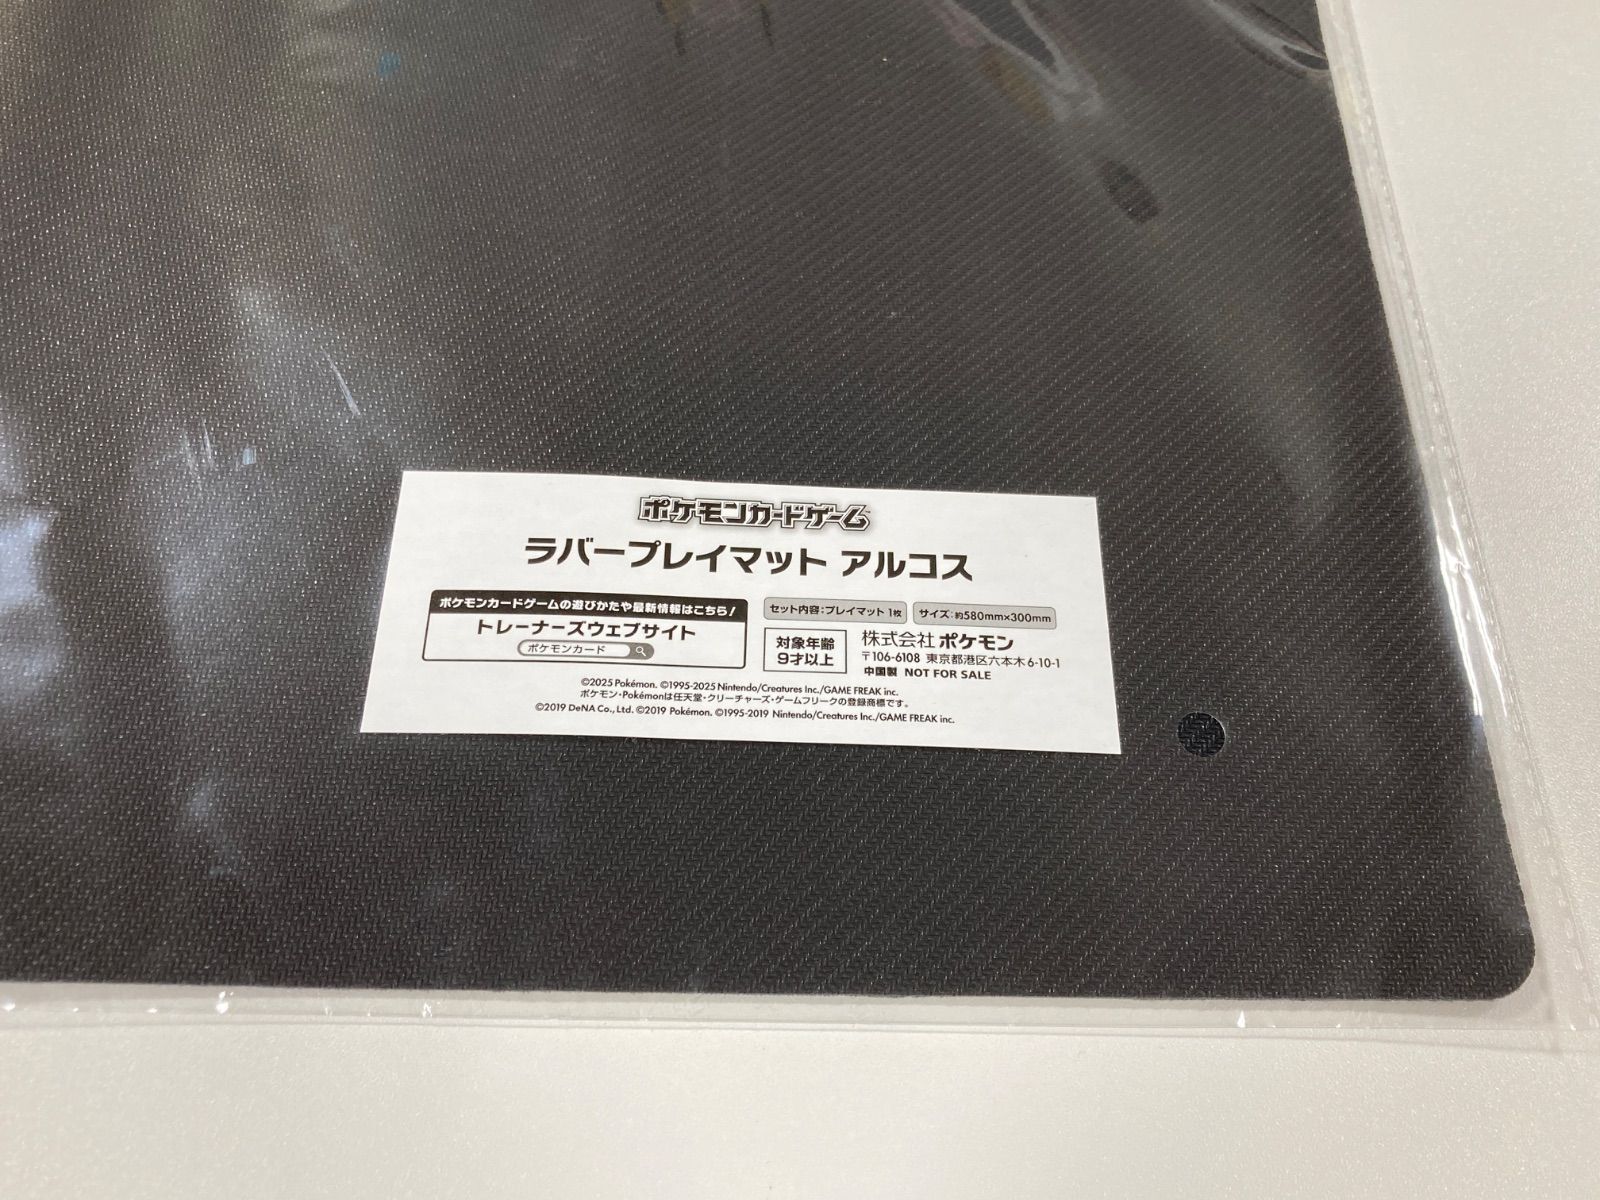 ポケモンカードゲーム
ラバープレイマット アルコス
ポケモンカードゲームの遊びかたや最新情報はこちら！
トレーナーズウェブサイト
ポケモンカード
セット内容：プレイマット 1枚
サイズ：約580mm×300mm
対象年齢
9才以上
株式会社 ポケモン
〒106-6108 東京都港区六本木6-10-1
中国製 NOT FOR SALE
©2025 Pokémon. ©1995-2025 Nintendo/Creatures Inc./GAME FREAK inc.
ポケモン・Pokémonは任天堂・クリーチャーズ・ゲームフリークの登録商標です。
©2019 DeNA Co., Ltd. ©2019 Pokémon. ©1995-2019 Nintendo/Creatures Inc./GAME FREAK inc.